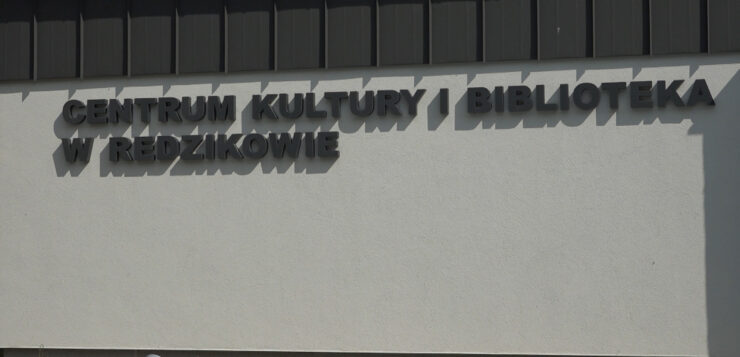 CENTRUM KULTURY I BIBLIOTEKA
W REDZIKOWIE